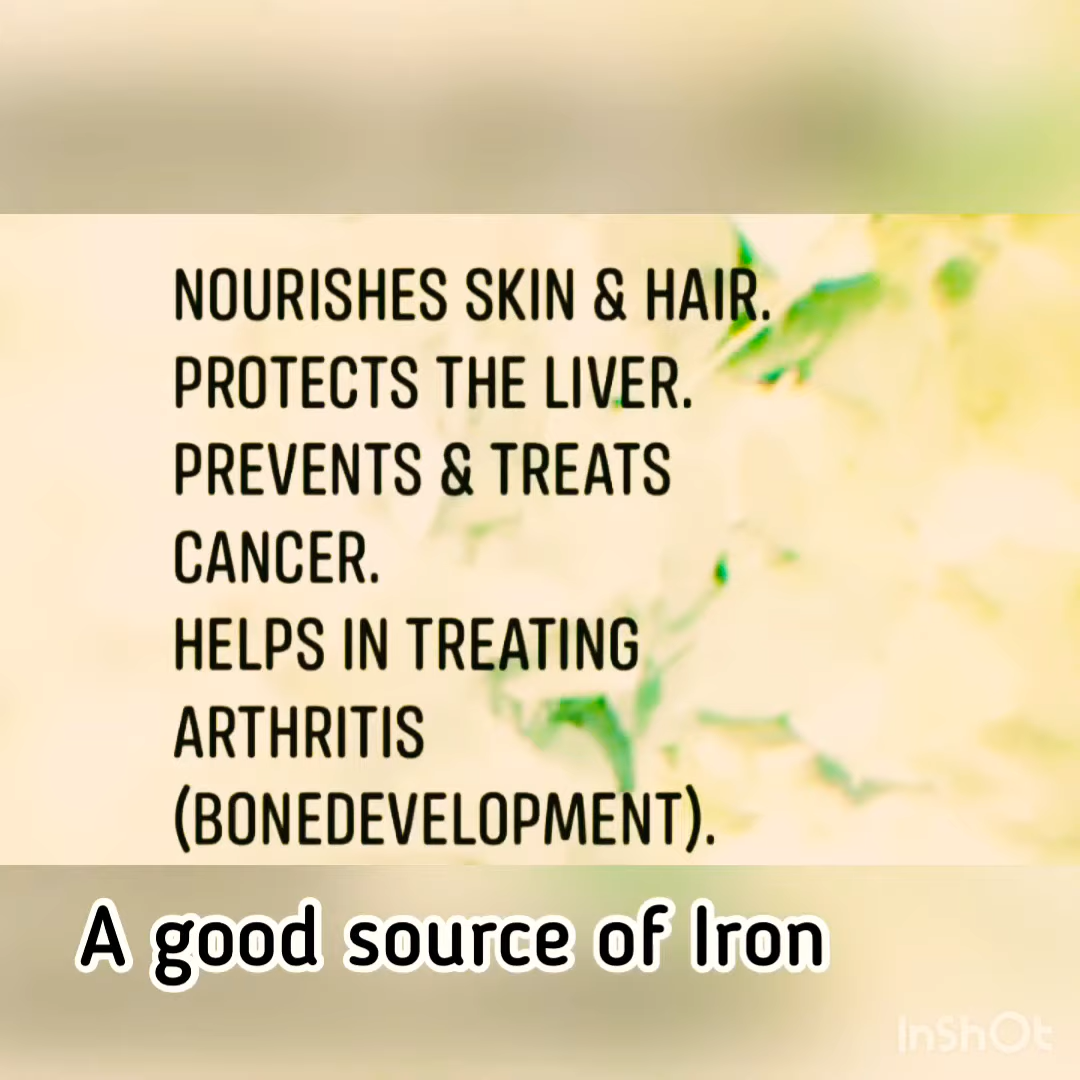 NOURISHES SKIN & HAIR.
PROTECTS THE LIVER.
PREVENTS & TREATS
CANCER.
HELPS IN TREATING
ARTHRITIS
(BONEDEVELOPMENT).
A good source of Iron
InShOt